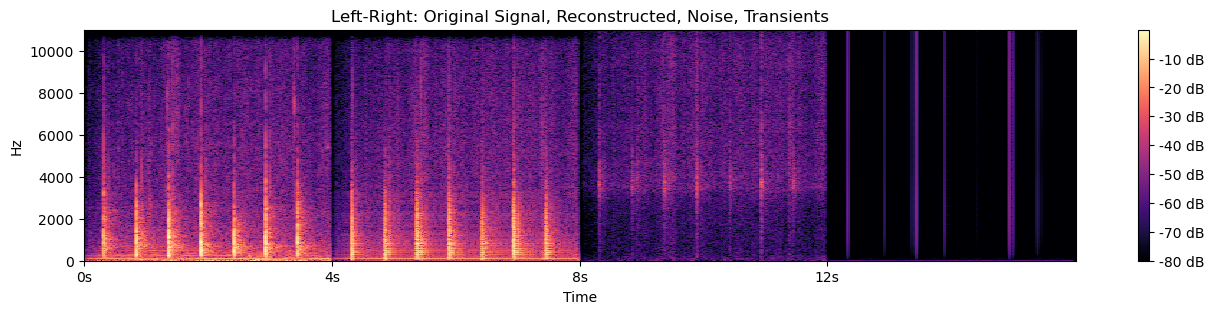 Left-Right: Original Signal, Reconstructed, Noise, Transients
Hz
10000
8000
6000
4000
2000
0
0s
4s
8s
12s
Time
-10 dB
-20 dB
-30 dB
-40 dB
-50 dB
-60 dB
-70 dB
-80 dB